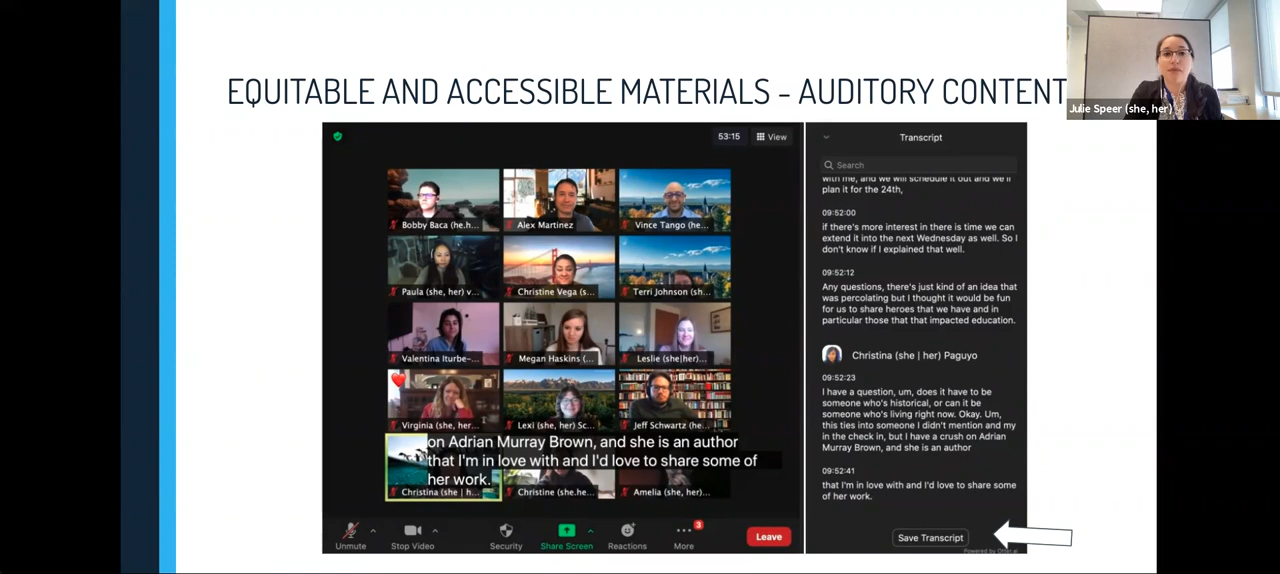 EQUITABLE AND ACCESSIBLE MATERIALS - AUDITORY CONTENT
Julie Speer (she, her)
53:15
View
Bobby Baca (he.h...
Alex Martinez
Vince Tango (he...
Paula (she, her) v...
Christine Vega (s...
Terri Johnson (sh...
Valentina Iturbe-...
Megan Haskins (...
Leslie (she|her)...
Virginia (she, her...
Lexi (she, her) Sc...
Jeff Schwartz (he...
on Adrian Murray Brown, and she is an author
that I'm in love with and I'd love to share some of
her work.
Christina (she | h...
Christine (she.he...
Amelia (she, her)...
Unmute
Stop Video
Security
Share Screen
Reactions
3
More
Leave
Transcript
Search
with me, and we will schedule it out and we'll
plan it for the 24th,
09:52:00
if there's more interest in there is time we can
extend it into the next Wednesday as well. So I
don't know if I explained that well.
09:52:12
Any questions, there's just kind of an idea that
was percolating but I thought it would be fun
for us to share heroes that we have and in
particular those that that impacted education.
Christina (she | her) Paguyo
09:52:23
I have a question, um, does it have to be
someone who's historical, or can it be
someone who's living right now. Okay. Um,
this ties into someone I didn't mention and my
in the check in, but I have a crush on Adrian
Murray Brown, and she is an author
09:52:41
that I'm in love with and I'd love to share some
of her work.
Save Transcript
Powered by Otter.ai